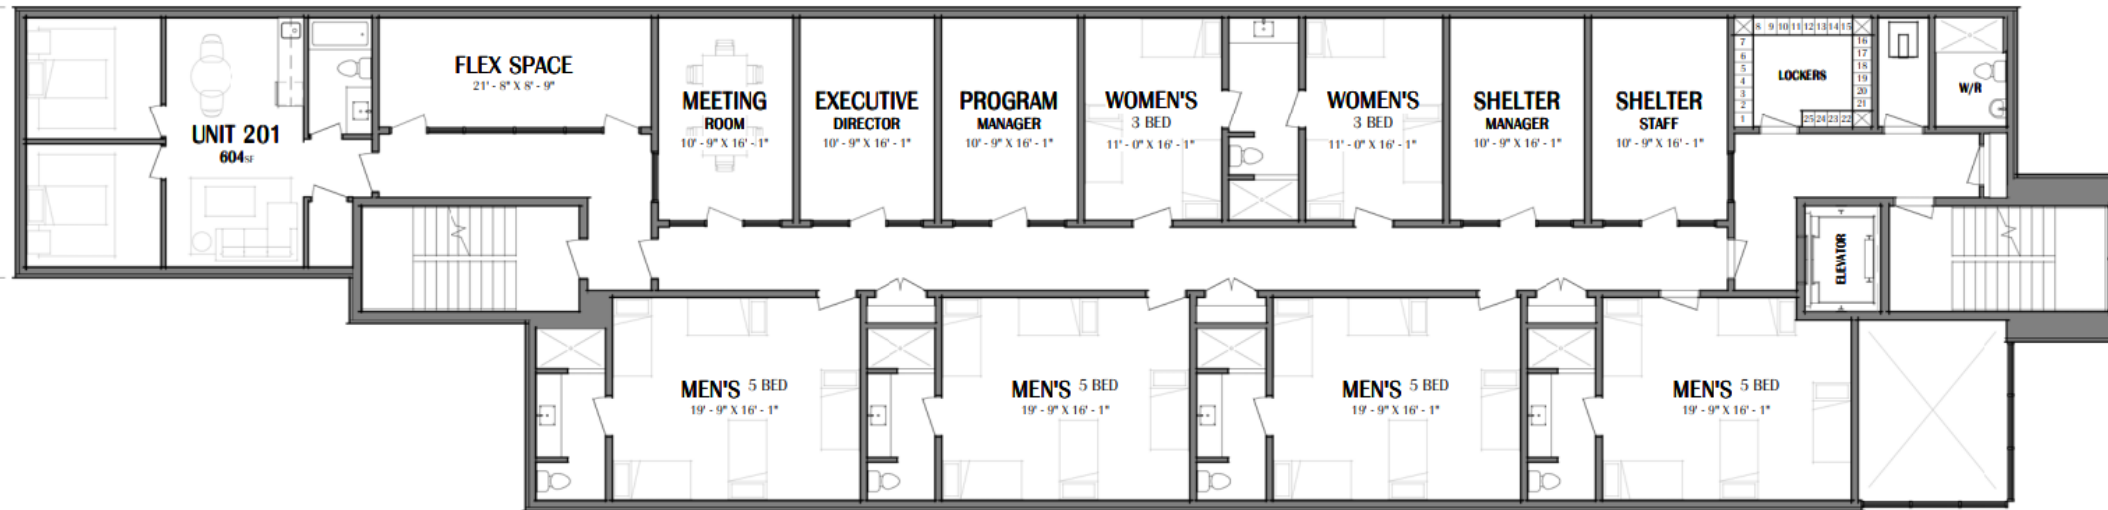 FLEX SPACE
21' - 8" X 8' - 9"
UNIT 201
604SF
MEETING
ROOM
10' - 9" X 16' - 1"
EXECUTIVE
DIRECTOR
10' - 9" X 16' - 1"
PROGRAM
MANAGER
10' - 9" X 16' - 1"
WOMEN'S
3 BED
11' - 0" X 16' - 1"
WOMEN'S
3 BED
11' - 0" X 16' - 1"
SHELTER
MANAGER
10' - 9" X 16' - 1"
SHELTER
STAFF
10' - 9" X 16' - 1"
8 9 10 11 12 13 14 15
7
6
5
4
3
2
1
LOCKERS
16
17
18
19
20
21
25 24 23 22
W/R
ELEVATOR
MEN'S 5 BED
19' - 9" X 16' - 1"
MEN'S 5 BED
19' - 9" X 16' - 1"
MEN'S 5 BED
19' - 9" X 16' - 1"
MEN'S 5 BED
19' - 9" X 16' - 1"